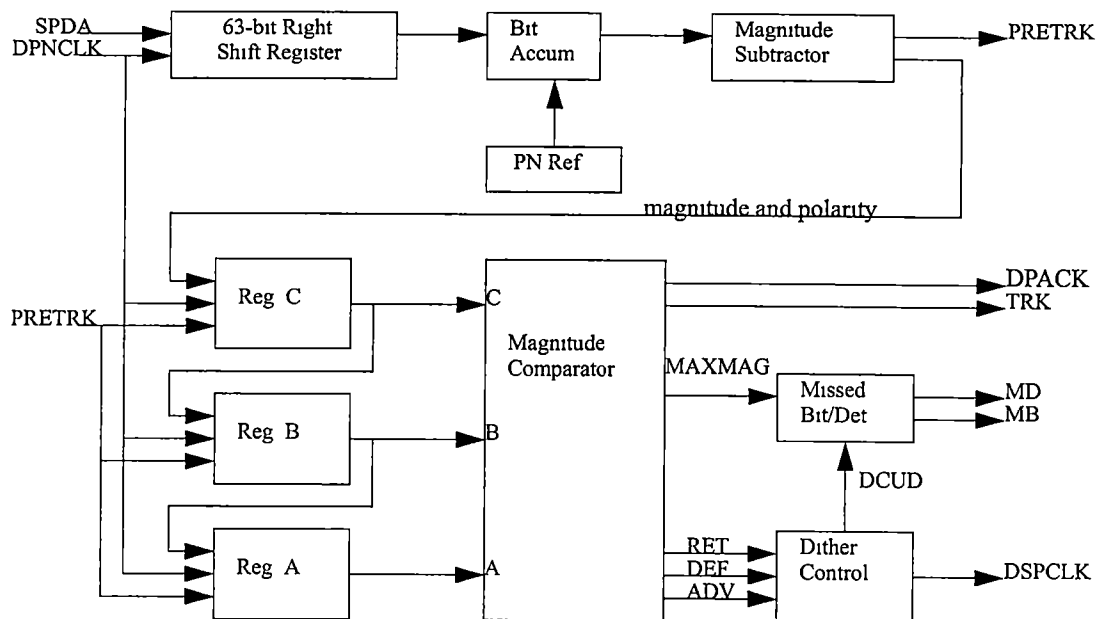 SPDA
DPNCLK
63-bit Right
Shift Register
Bit
Accum
Magnitude
Subtractor
PRETRK
PN Ref
magnitude and polarity
Reg C
PRETRK
Reg B
Reg A
C
Magnitude
Comparator
B
A
DPACK
TRK
MAXMAG
Missed
Bit/Det
MD
MB
DCUD
RET
DEF
ADV
Dither
Control
DSPCLK